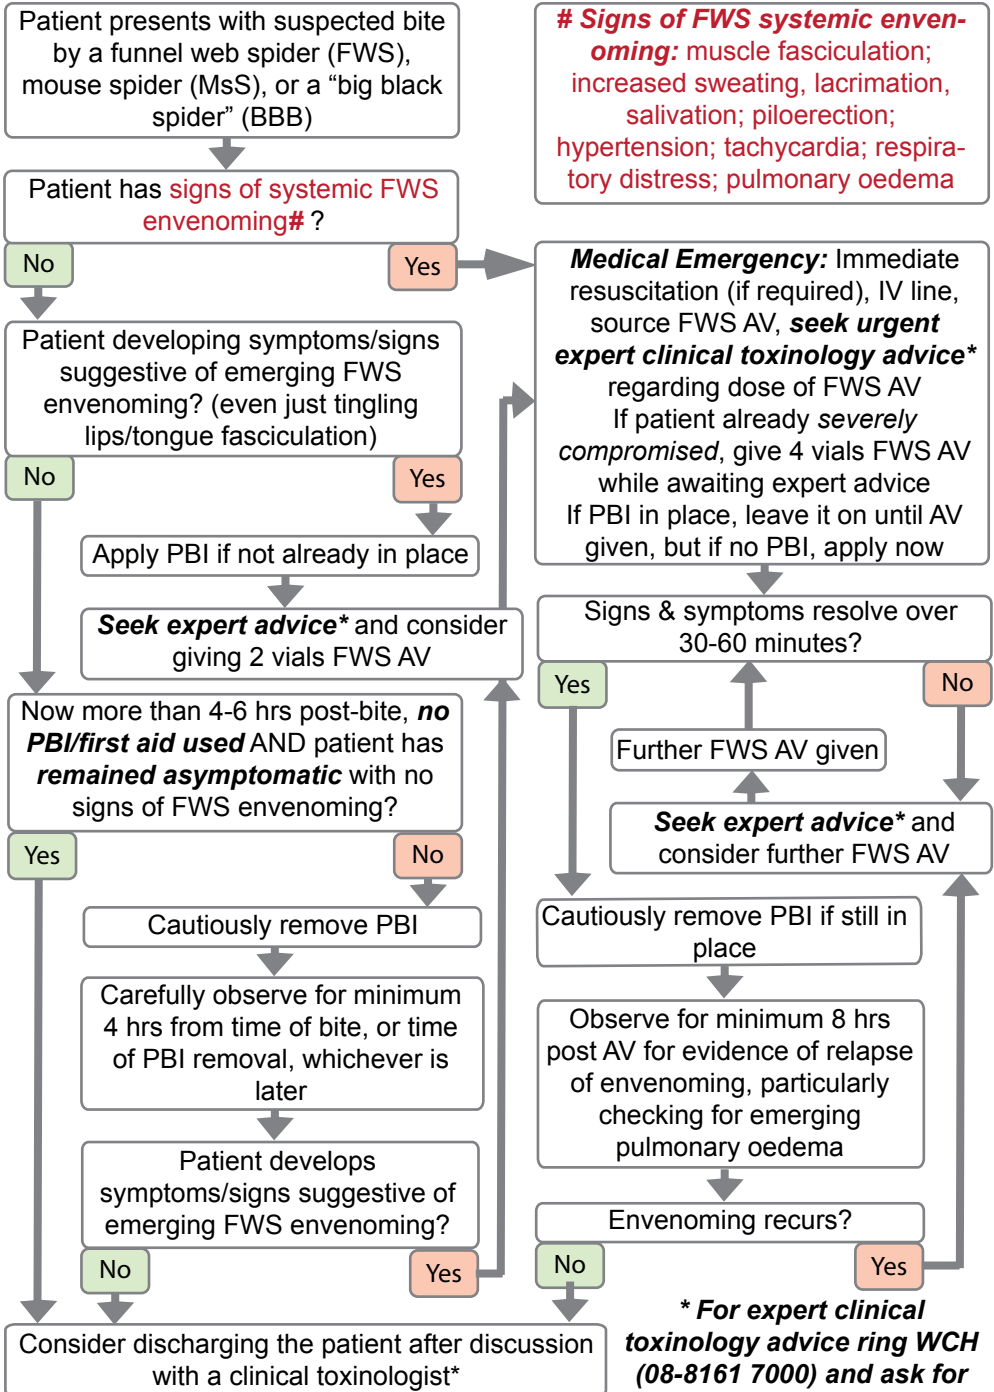 Patient presents with suspected bite
by a funnel web spider (FWS),
mouse spider (MsS), or a “big black
spider” (BBB)
# Signs of FWS systemic enven-
oming: muscle fasciculation;
increased sweating, lacrimation,
salivation; piloerection;
hypertension; tachycardia; respira-
tory distress; pulmonary oedema
Patient has signs of systemic FWS
envenoming# ?
No
Yes
Medical Emergency: Immediate
resuscitation (if required), IV line,
source FWS AV, seek urgent
expert clinical toxinology advice*
regarding dose of FWS AV
If patient already severely
compromised, give 4 vials FWS AV
while awaiting expert advice
If PBI in place, leave it on until AV
given, but if no PBI, apply now
Patient developing symptoms/signs
suggestive of emerging FWS
envenoming? (even just tingling
lips/tongue fasciculation)
No
Yes
Apply PBI if not already in place
Seek expert advice* and consider
giving 2 vials FWS AV
Signs & symptoms resolve over
30-60 minutes?
Yes
No
Further FWS AV given
Seek expert advice* and
consider further FWS AV
Now more than 4-6 hrs post-bite, no
PBI/first aid used AND patient has
remained asymptomatic with no
signs of FWS envenoming?
Yes
No
Cautiously remove PBI
Carefully observe for minimum
4 hrs from time of bite, or time
of PBI removal, whichever is
later
Patient develops
symptoms/signs suggestive of
emerging FWS envenoming?
No
Yes
Cautiously remove PBI if still in
place
Observe for minimum 8 hrs
post AV for evidence of relapse
of envenoming, particularly
checking for emerging
pulmonary oedema
Envenoming recurs?
No
Yes
Consider discharging the patient after discussion
with a clinical toxinologist*
* For expert clinical
toxinology advice ring WCH
(08-8161 7000) and ask for